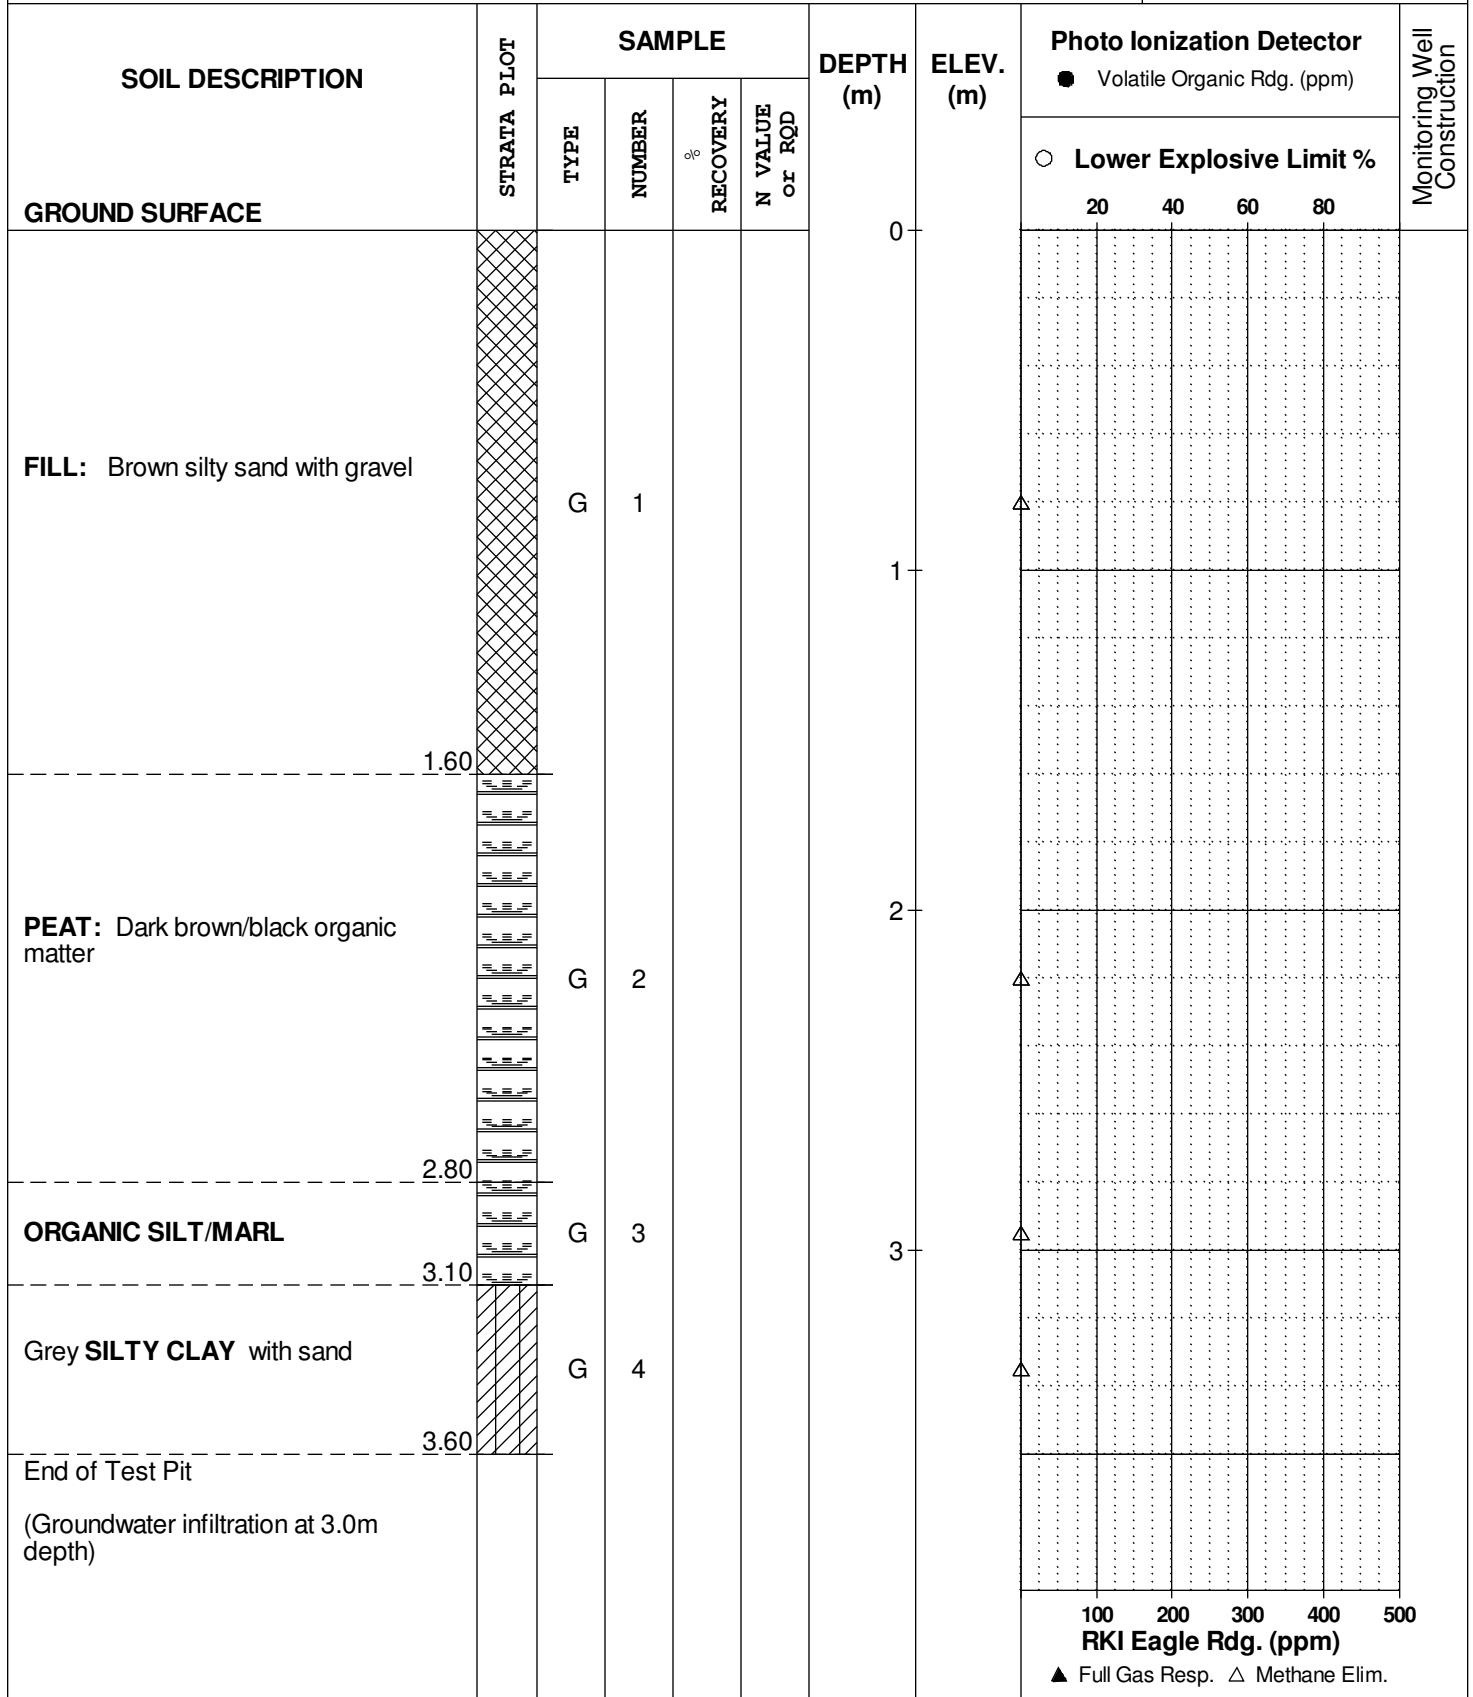 SOIL DESCRIPTION
GROUND SURFACE
STRATA PLOT
SAMPLE
TYPE
NUMBER
%
RECOVERY
N VALUE
or RQD
DEPTH
(m)
ELEV.
(m)
Photo Ionization Detector
● Volatile Organic Rdg. (ppm)
○ Lower Explosive Limit %
20 40 60 80
Monitoring Well
Construction
0
FILL: Brown silty sand with gravel
G 1
1
1.60
2
PEAT: Dark brown/black organic
matter
G 2
2.80
ORGANIC SILT/MARL
G 3
3
3.10
Grey SILTY CLAY with sand
G 4
3.60
End of Test Pit
(Groundwater infiltration at 3.0m
depth)
100 200 300 400 500
RKI Eagle Rdg. (ppm)
▲ Full Gas Resp. △ Methane Elim.